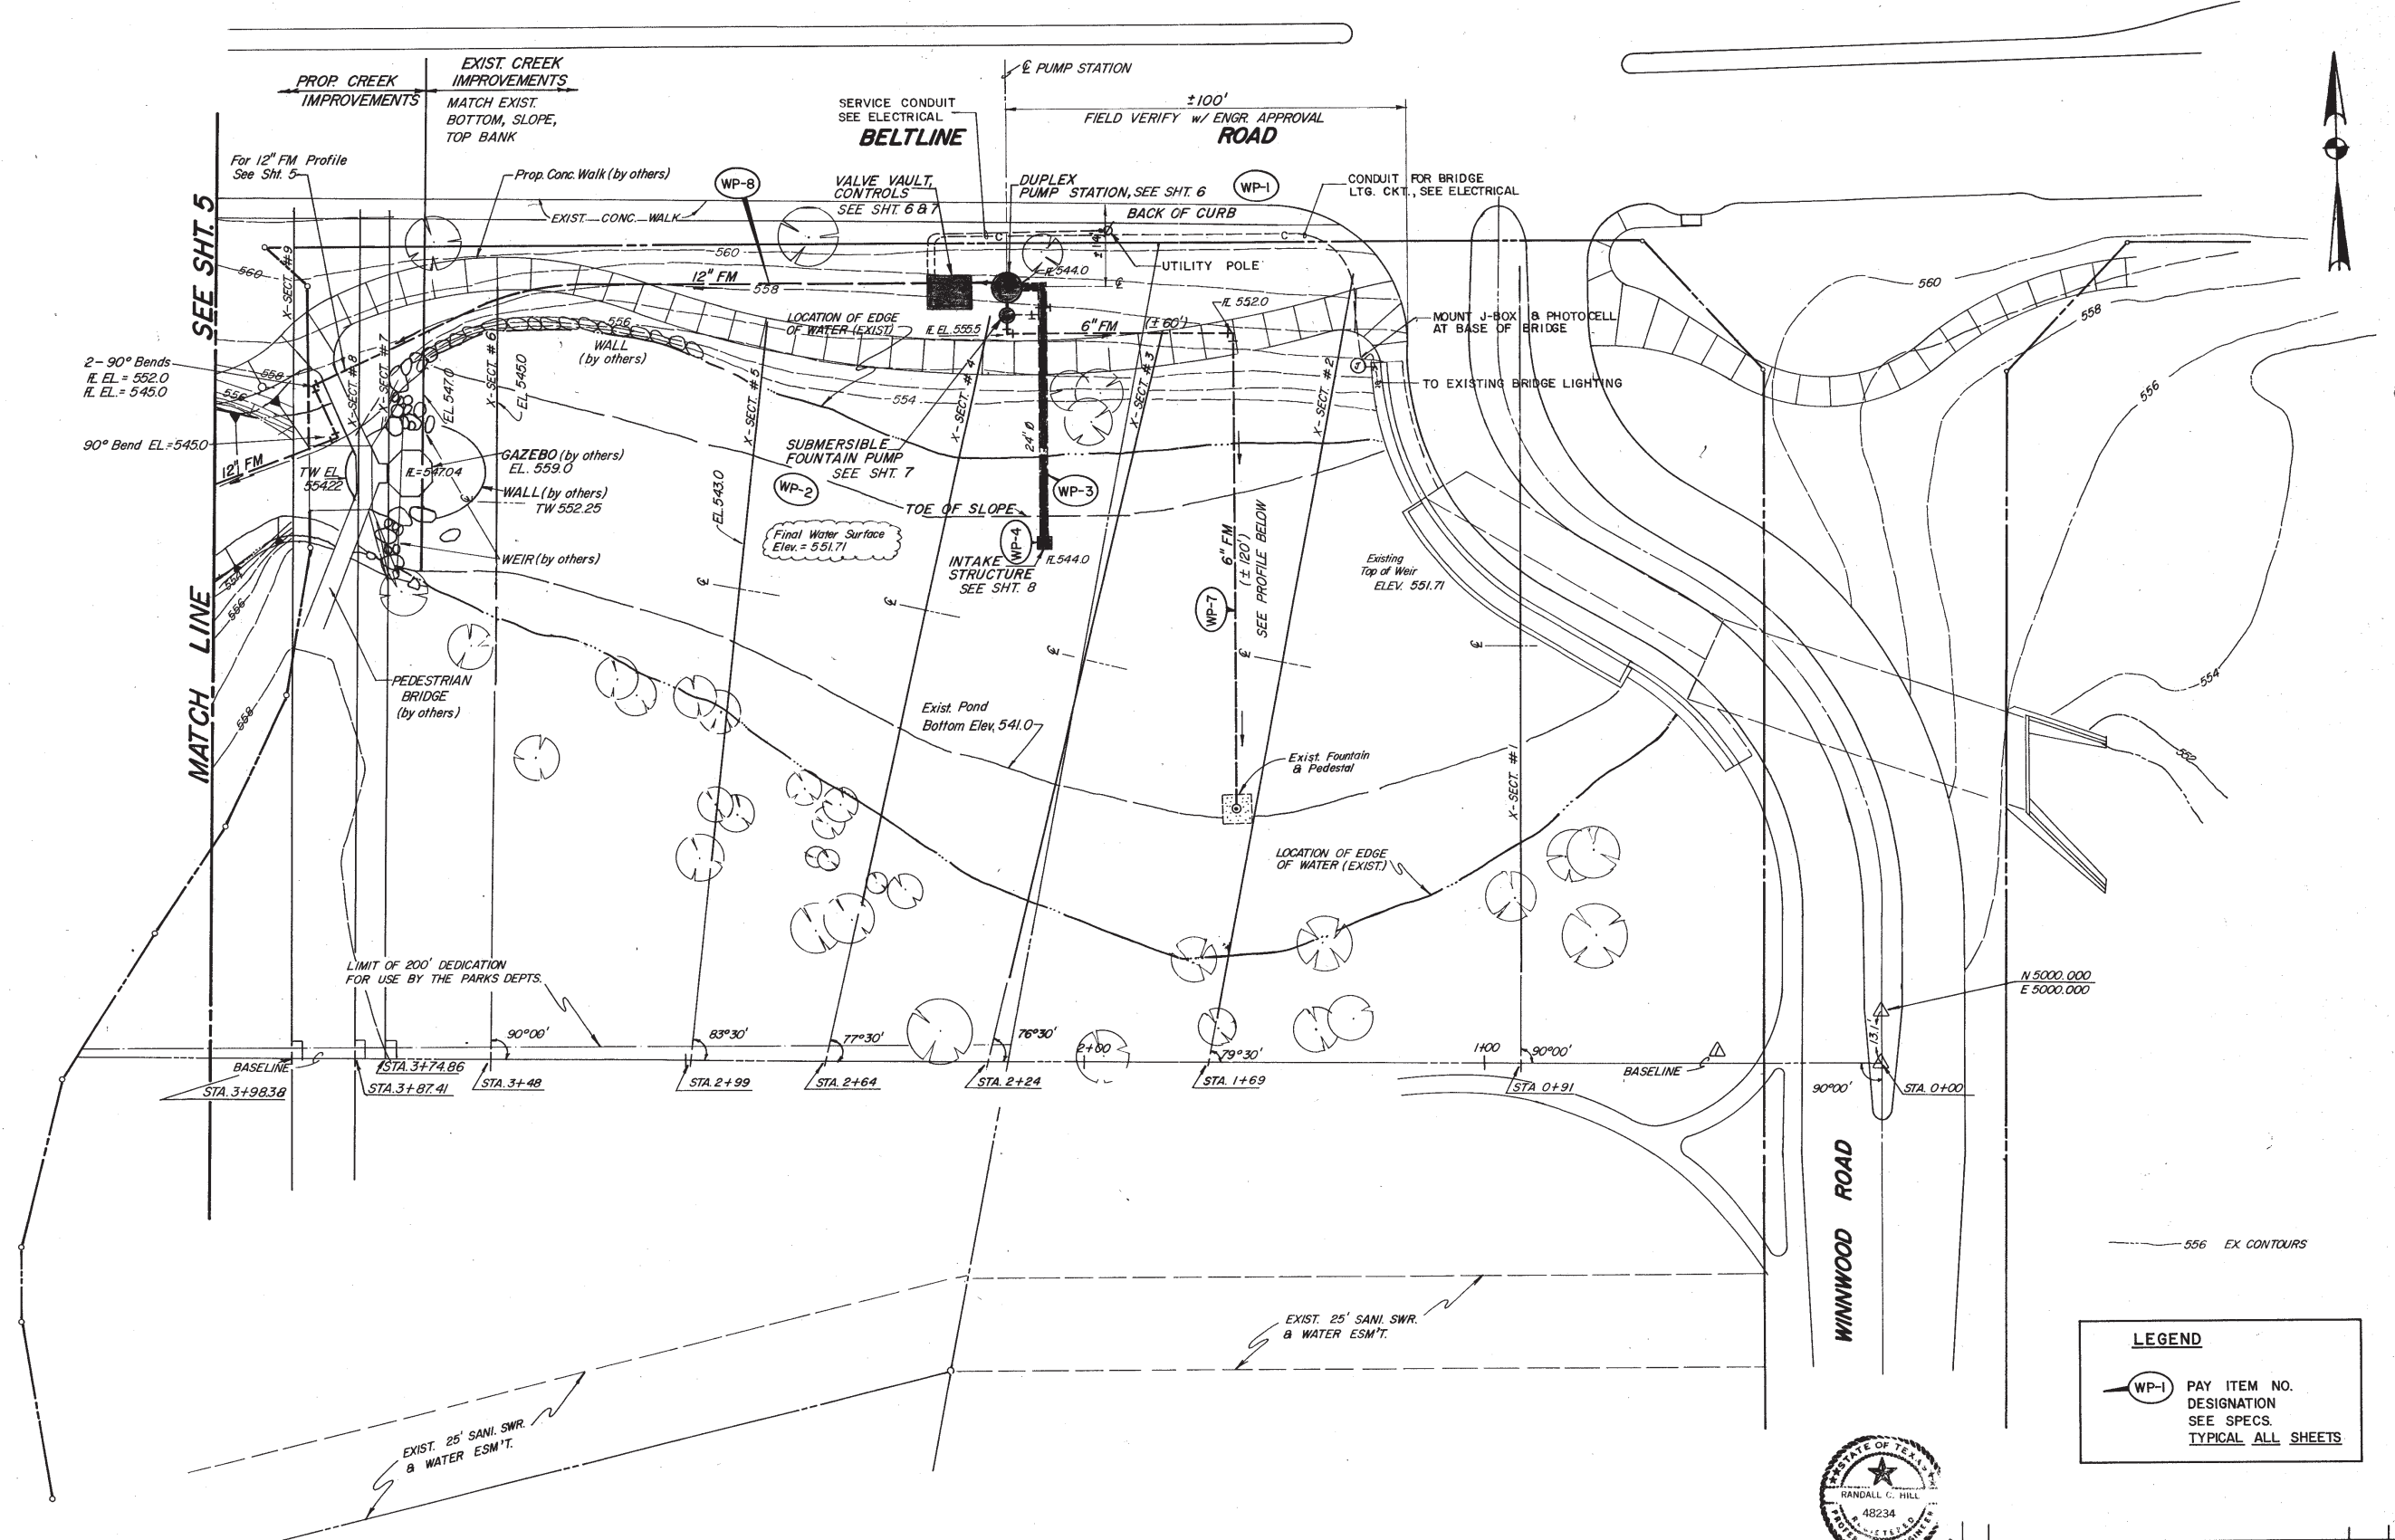 PROP. CREEK
IMPROVEMENTS
EXIST. CREEK
IMPROVEMENTS
MATCH EXIST.
BOTTOM, SLOPE,
TOP BANK
℄ PUMP STATION
SERVICE CONDUIT
SEE ELECTRICAL
BELTLINE ROAD
±100'
FIELD VERIFY w/ ENGR. APPROVAL
For 12" FM Profile
See Sht. 5
Prop. Conc. Walk (by others)
WP-8
VALVE VAULT,
CONTROLS
SEE SHT. 6 & 7
DUPLEX
PUMP STATION, SEE SHT. 6
WP-1
CONDUIT FOR BRIDGE
LTG. CKT., SEE ELECTRICAL
EXIST. CONC. WALK
BACK OF CURB
±14'
SEE SHT. 5
MATCH LINE
560
560
C
C
UTILITY POLE
℄
12" FM
558
℄ 544.0
560
558
LOCATION OF EDGE
OF WATER (EXIST.)
℄ EL. 555.5
6" FM
(±60')
℄ 552.0
MOUNT J-BOX & PHOTOCELL
AT BASE OF BRIDGE
556
WALL
(by others)
2-90° Bends
℄ EL. = 552.0
℄ EL. = 545.0
558
556
TO EXISTING BRIDGE LIGHTING
554
556
X-SECT. #9
X-SECT. #8
X-SECT. #7
X-SECT. #6
X-SECT. #5
X-SECT. #4
X-SECT. #3
X-SECT. #2
X-SECT. #1
EL. 547.0
EL. 545.0
EL. 543.0
90° Bend EL.=545.0
12" FM
TW EL.
554.22
℄=547.04
GAZEBO (by others)
EL. 559.0
WALL (by others)
TW 552.25
℄
WEIR (by others)
SUBMERSIBLE
FOUNTAIN PUMP
SEE SHT. 7
WP-2
24" Ø
WP-3
TOE OF SLOPE
Final Water Surface
Elev. = 551.71
WP-4
INTAKE
STRUCTURE
SEE SHT. 8
℄ 544.0
6" FM
(±120')
SEE PROFILE BELOW
WP-7
Existing
Top of Weir
ELEV. 551.71
℄
℄
℄
℄
℄
554
556
558
554
552
PEDESTRIAN
BRIDGE
(by others)
Exist. Pond
Bottom Elev, 541.0
Exist. Fountain
& Pedestal
LOCATION OF EDGE
OF WATER (EXIST.)
LIMIT OF 200' DEDICATION
FOR USE BY THE PARKS DEPTS.
N 5000.000
E 5000.000
13.1'
90°00'
83°30'
77°30'
76°30'
2+00
79°30'
1+00
90°00'
BASELINE
BASELINE
90°00'
STA. 3+98.38
STA. 3+87.41
STA. 3+74.86
STA. 3+48
STA. 2+99
STA. 2+64
STA. 2+24
STA. 1+69
STA. 0+91
STA. 0+00
WINNWOOD ROAD
556 EX. CONTOURS
EXIST. 25' SANI. SWR.
& WATER ESM'T.
EXIST. 25' SANI. SWR.
& WATER ESM'T.
LEGEND
WP-1
PAY ITEM NO.
DESIGNATION
SEE SPECS.
TYPICAL ALL SHEETS
STATE OF TEXAS
RANDALL C. HILL
48234